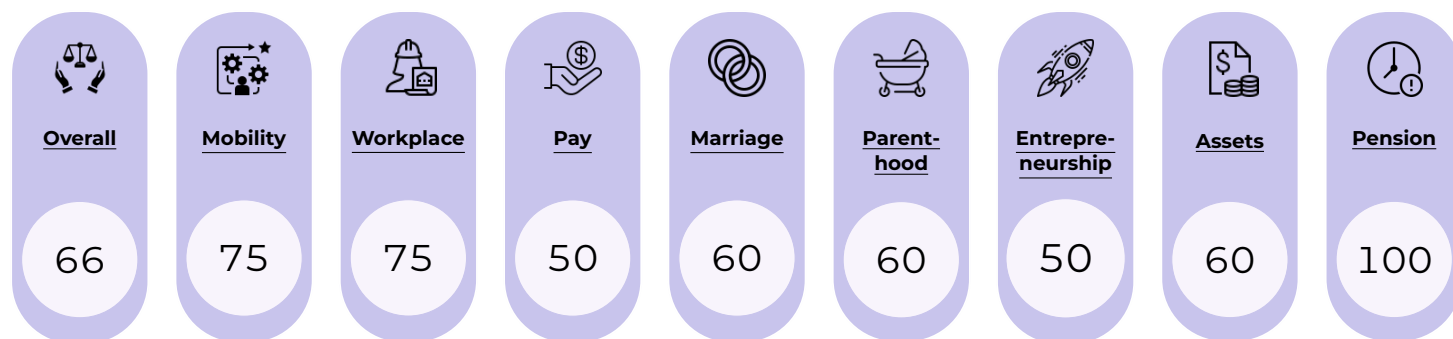 Overall
66
Mobility
75
Workplace
75
Pay
50
Marriage
60
Parent-
hood
60
Entrepre-
neurship
50
Assets
60
Pension
100